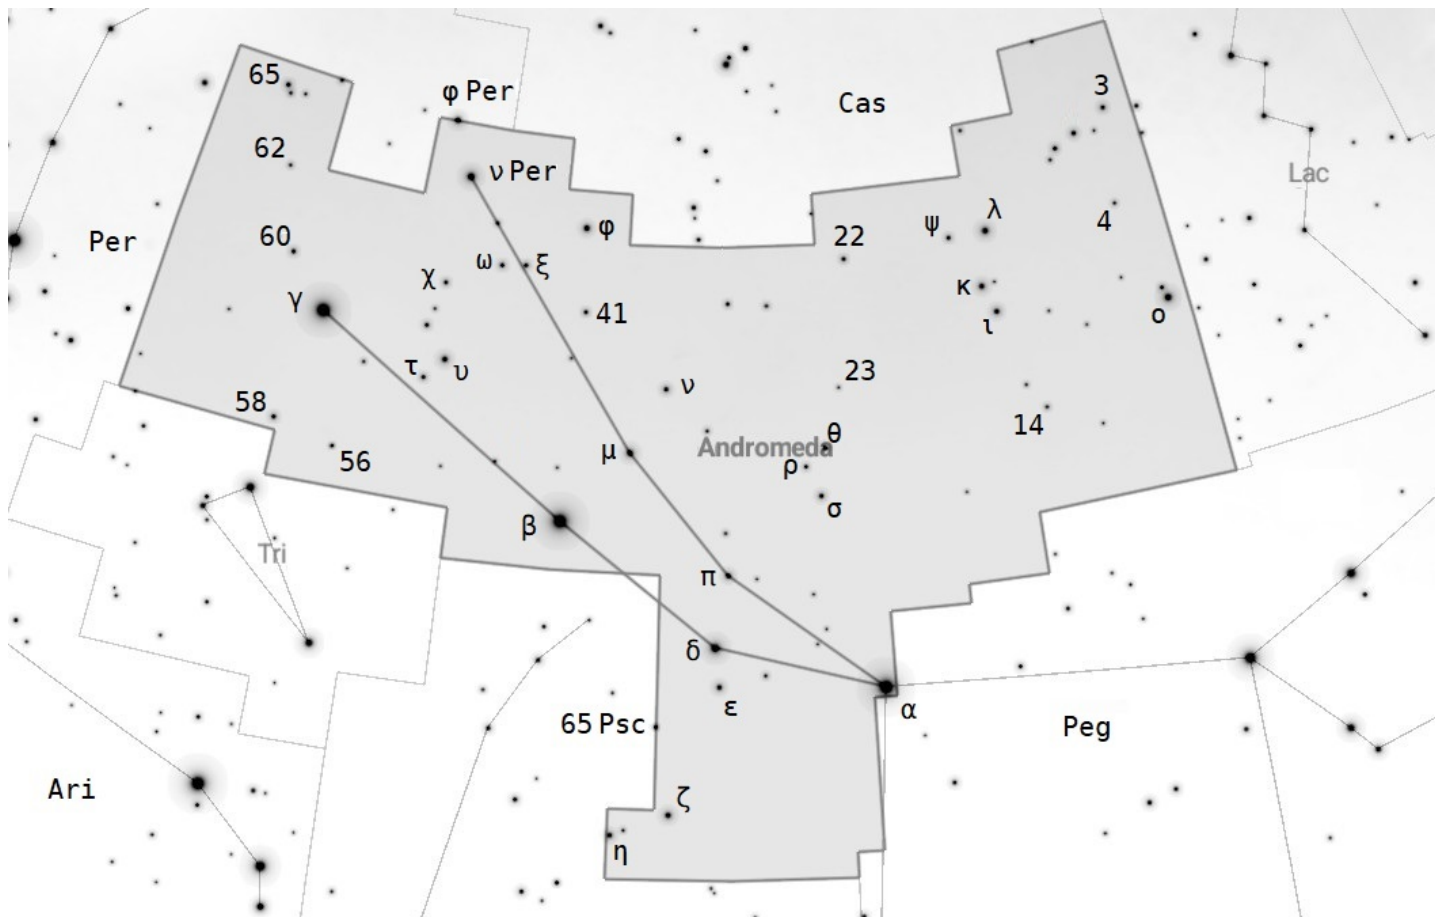 65
φ Per
Cas
3
62
ν Per
Lac
Per
60
φ
ψ
λ
4
22
ω
ξ
χ
γ
κ
ο
41
ι
τ
υ
23
ν
58
14
56
μ
Andromeda
θ
ρ
σ
β
Tri
π
δ
ε
α
65 Psc
Peg
Ari
ζ
η